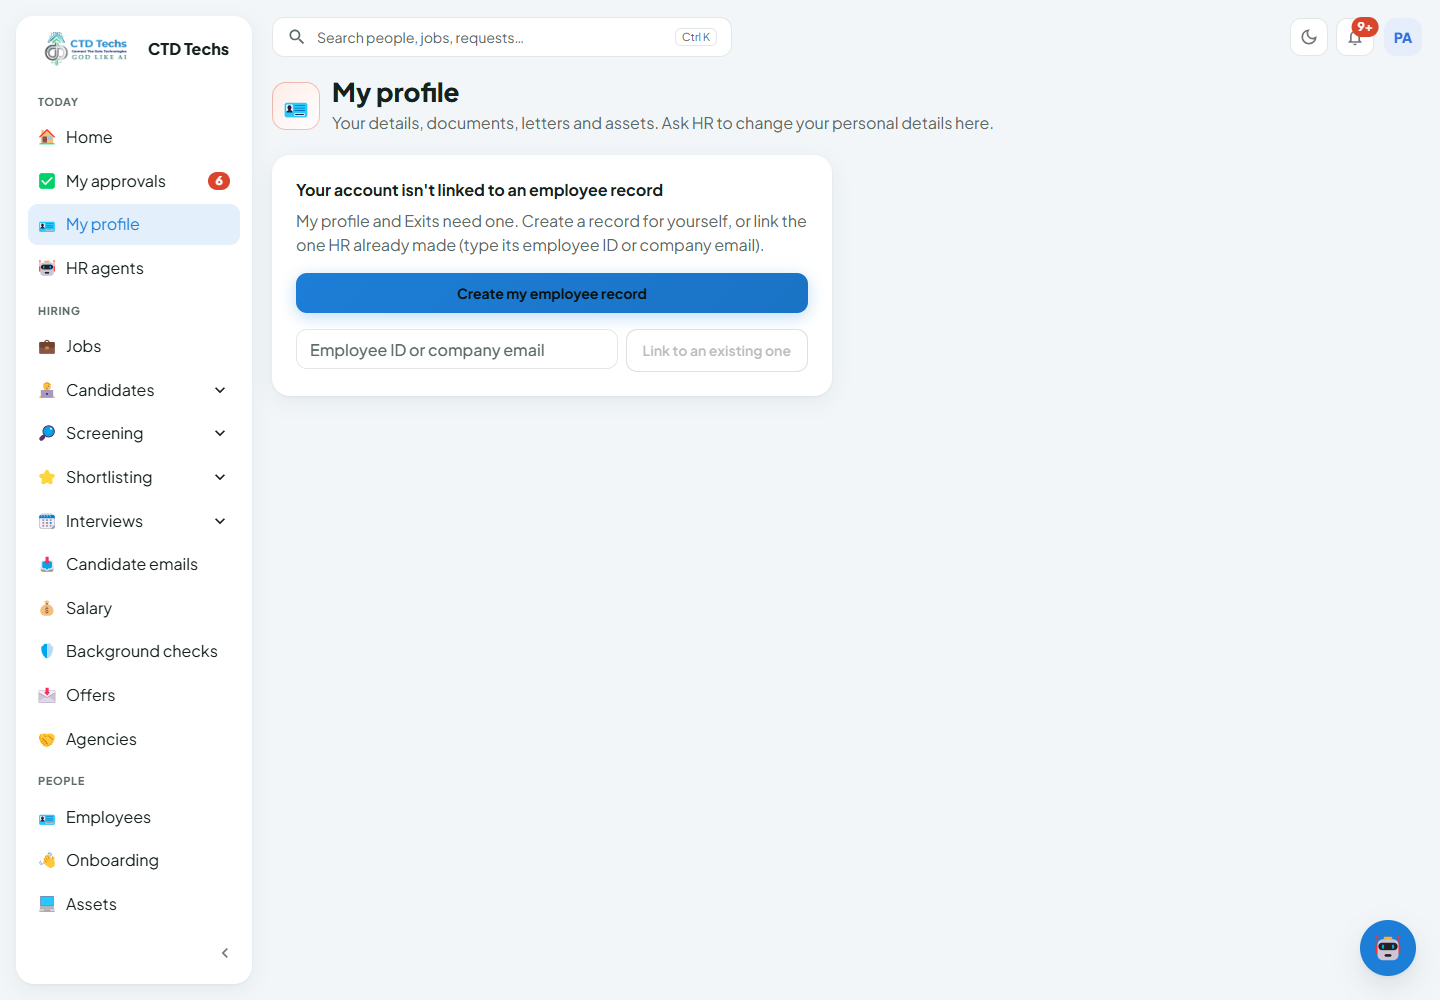 CTD Techs
GOD LIKE AI
CTD Techs
TODAY
Home
My approvals
6
My profile
HR agents
HIRING
Jobs
Candidates
Screening
Shortlisting
Interviews
Candidate emails
Salary
Background checks
Offers
Agencies
PEOPLE
Employees
Onboarding
Assets
Search people, jobs, requests…
Ctrl K
9+
PA
My profile
Your details, documents, letters and assets. Ask HR to change your personal details here.
Your account isn't linked to an employee record
My profile and Exits need one. Create a record for yourself, or link the
one HR already made (type its employee ID or company email).
Create my employee record
Employee ID or company email
Link to an existing one